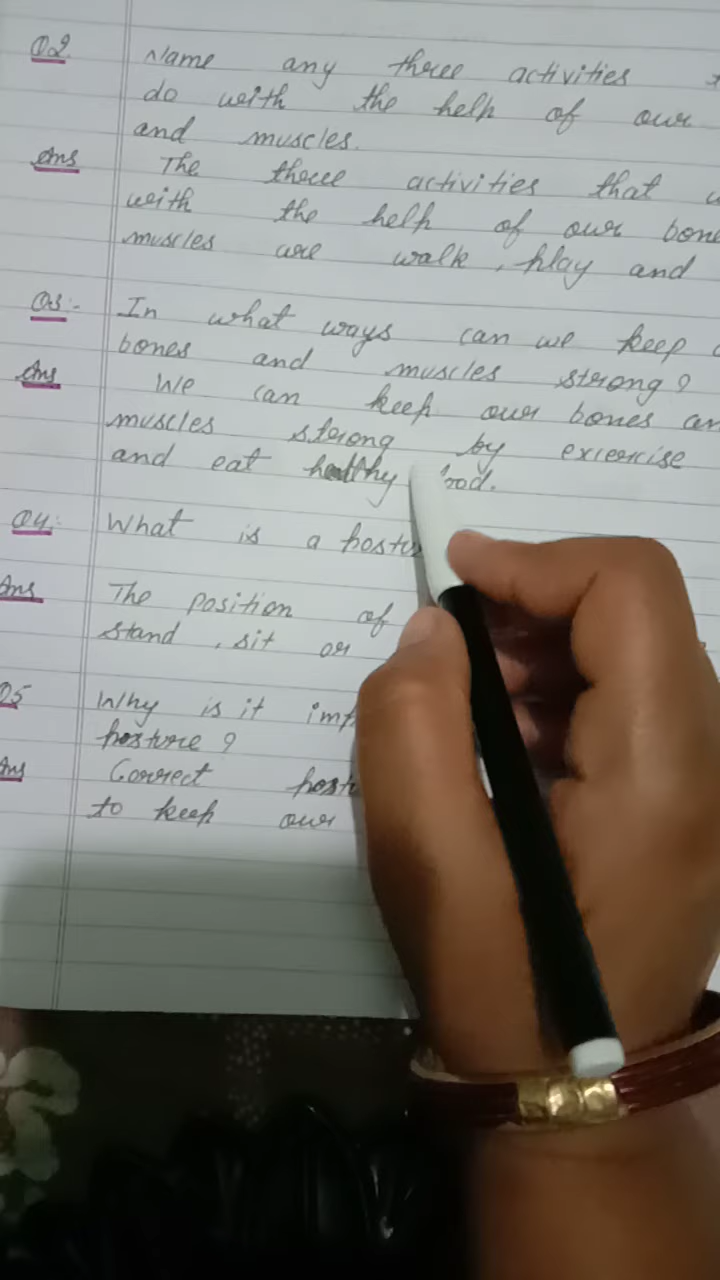 Q2 Name any three activities
do with the help of our
and muscles.
Ans The three activities that
with the help of our bone
muscles are walk, play and
Q3:- In what ways can we keep
bones and muscles strong?
Ans We can keep our bones an
muscles strong by excercise
and eat healthy food.
Q4:- What is a postu
Ans The position of
stand, sit or
Q5 Why is it imp
posture?
Ans Correct post
to keep our